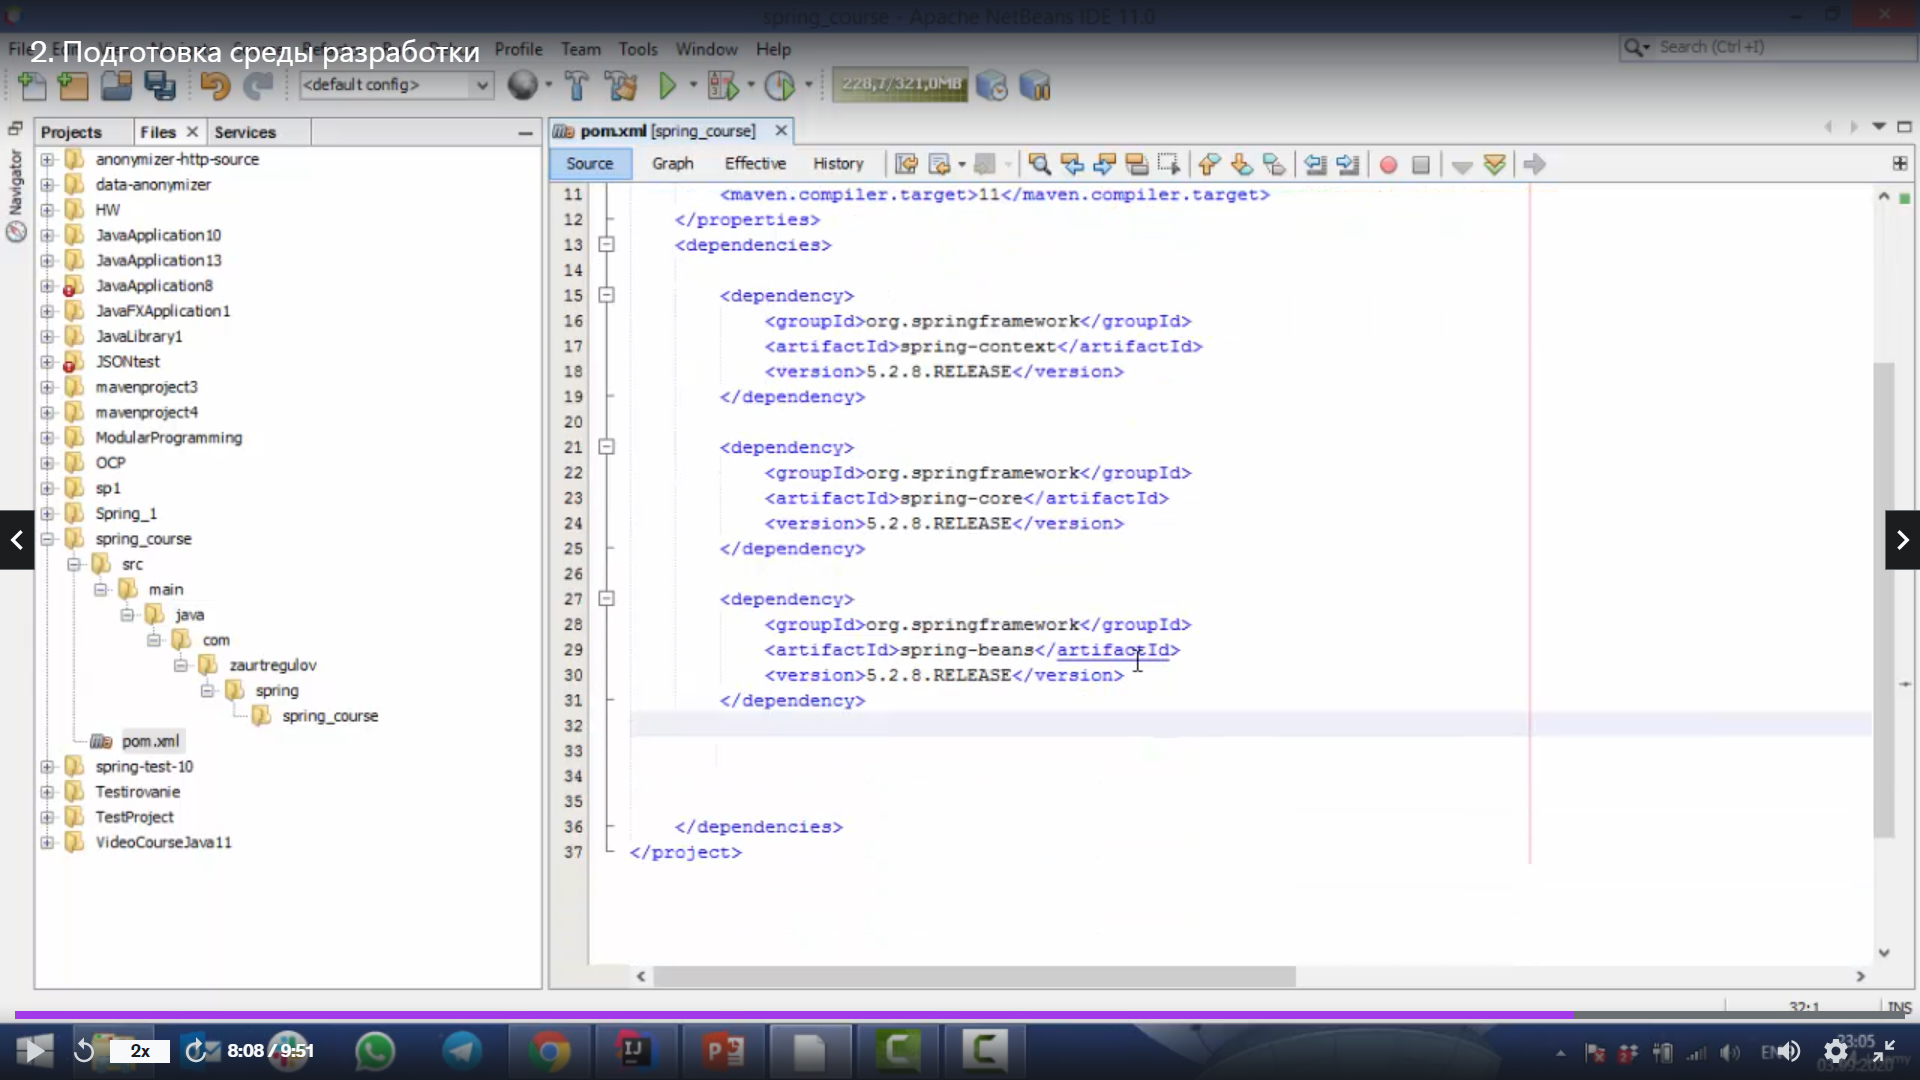 spring_course - Apache NetBeans IDE 11.0
2. Подготовка среды разработки
File
Profile Team Tools Window Help
Search (Ctrl+I)
<default config>
228,7/321,0MB
Projects Files Services
pom.xml [spring_course]
Navigator
Source Graph Effective History
anonymizer-http-source
data-anonymizer
HW
JavaApplication10
JavaApplication13
JavaApplication8
JavaFXApplication1
JavaLibrary1
JSONtest
mavenproject3
mavenproject4
ModularProgramming
OCP
sp1
Spring_1
spring_course
src
main
java
com
zaurtregulov
spring
spring_course
pom.xml
spring-test-10
Testirovanie
TestProject
VideoCourseJava11
11 <maven.compiler.target>11</maven.compiler.target>
12 </properties>
13 <dependencies>
14
15 <dependency>
16 <groupId>org.springframework</groupId>
17 <artifactId>spring-context</artifactId>
18 <version>5.2.8.RELEASE</version>
19 </dependency>
20
21 <dependency>
22 <groupId>org.springframework</groupId>
23 <artifactId>spring-core</artifactId>
24 <version>5.2.8.RELEASE</version>
25 </dependency>
26
27 <dependency>
28 <groupId>org.springframework</groupId>
29 <artifactId>spring-beans</artifactId>
30 <version>5.2.8.RELEASE</version>
31 </dependency>
32
33
34
35
36 </dependencies>
37 </project>
32:1 INS
2x
8:08 / 9:51
IJ
EN
23:05
03.09.2020